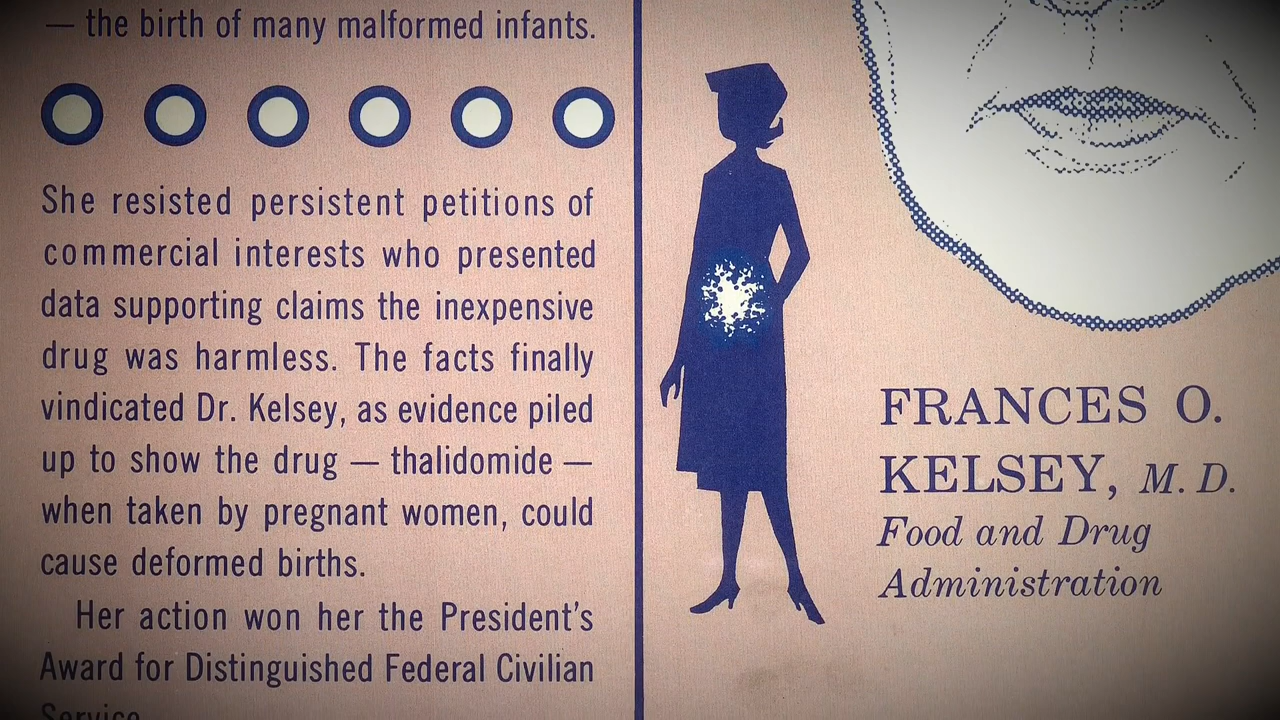 — the birth of many malformed infants.
She resisted persistent petitions of
commercial interests who presented
data supporting claims the inexpensive
drug was harmless. The facts finally
vindicated Dr. Kelsey, as evidence piled
up to show the drug — thalidomide —
when taken by pregnant women, could
cause deformed births.
Her action won her the President's
Award for Distinguished Federal Civilian
Service.
FRANCES O.
KELSEY, M. D.
Food and Drug
Administration